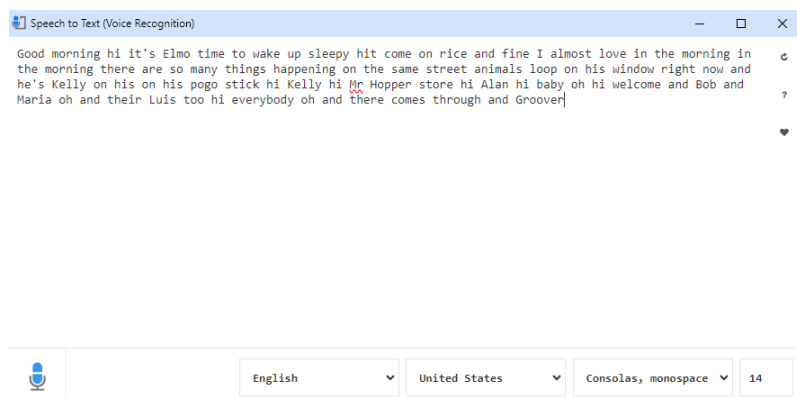 Speech to Text (Voice Recognition)
Good morning hi it's Elmo time to wake up sleepy hit come on rice and fine I almost love in the morning in
the morning there are so many things happening on the same street animals loop on his window right now and
he's Kelly on his on his pogo stick hi Kelly hi Mr Hopper store hi Alan hi baby oh hi welcome and Bob and
Maria oh and their Luis too hi everybody oh and there comes through and Groover
?
English
United States
Consolas, monospace
14